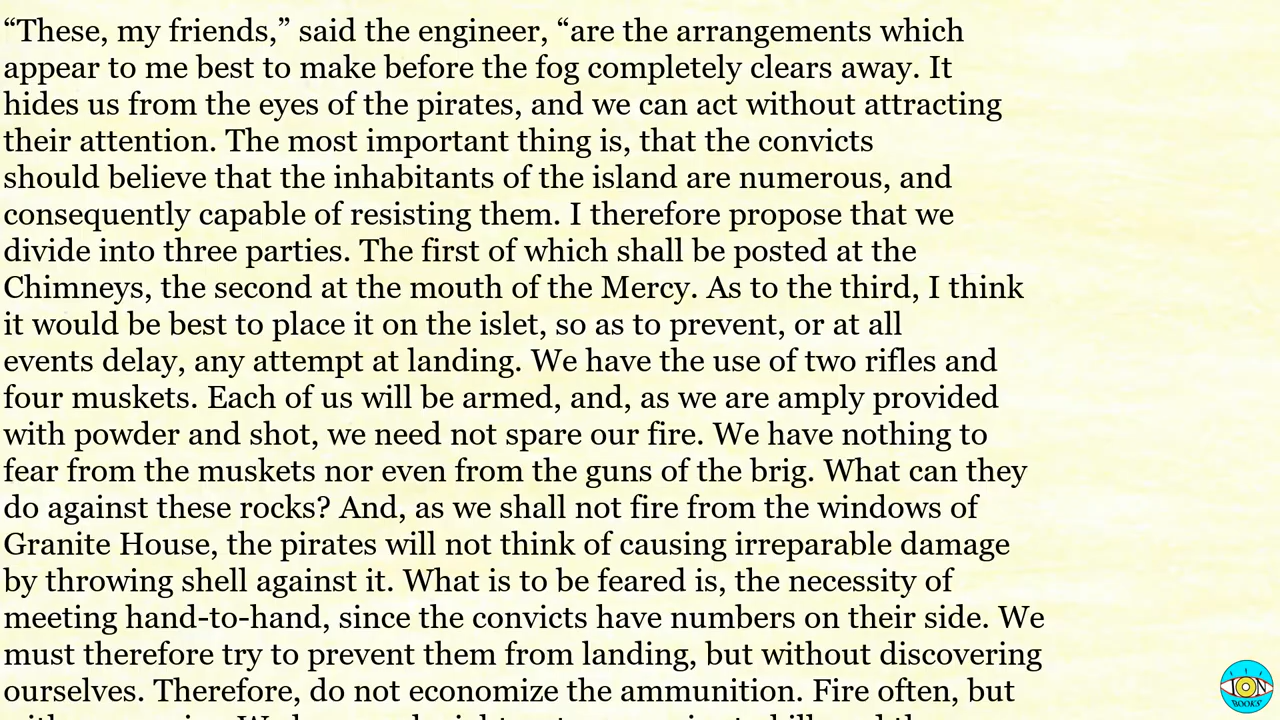 “These, my friends,” said the engineer, “are the arrangements which
appear to me best to make before the fog completely clears away. It
hides us from the eyes of the pirates, and we can act without attracting
their attention. The most important thing is, that the convicts
should believe that the inhabitants of the island are numerous, and
consequently capable of resisting them. I therefore propose that we
divide into three parties. The first of which shall be posted at the
Chimneys, the second at the mouth of the Mercy. As to the third, I think
it would be best to place it on the islet, so as to prevent, or at all
events delay, any attempt at landing. We have the use of two rifles and
four muskets. Each of us will be armed, and, as we are amply provided
with powder and shot, we need not spare our fire. We have nothing to
fear from the muskets nor even from the guns of the brig. What can they
do against these rocks? And, as we shall not fire from the windows of
Granite House, the pirates will not think of causing irreparable damage
by throwing shell against it. What is to be feared is, the necessity of
meeting hand-to-hand, since the convicts have numbers on their side. We
must therefore try to prevent them from landing, but without discovering
ourselves. Therefore, do not economize the ammunition. Fire often, but
ION
BOOKS